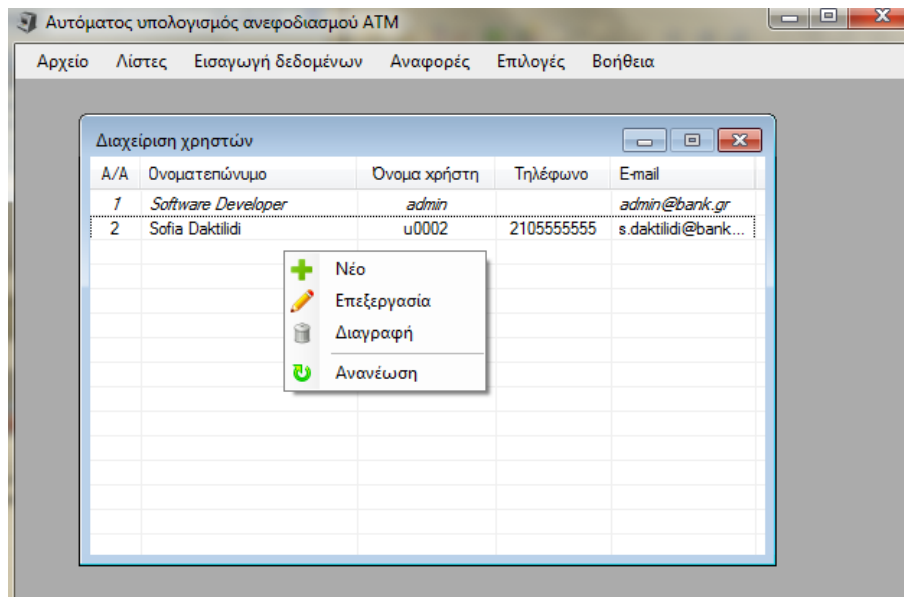 Αυτόματος υπολογισμός ανεφοδιασμού ΑΤΜ
Αρχείο Λίστες Εισαγωγή δεδομένων Αναφορές Επιλογές Βοήθεια
Διαχείριση χρηστών
Α/Α Ονοματεπώνυμο Όνομα χρήστη Τηλέφωνο E-mail
1 Software Developer admin admin@bank.gr
2 Sofia Daktilidi u0002 2105555555 s.daktilidi@bank...
Νέο
Επεξεργασία
Διαγραφή
Ανανέωση